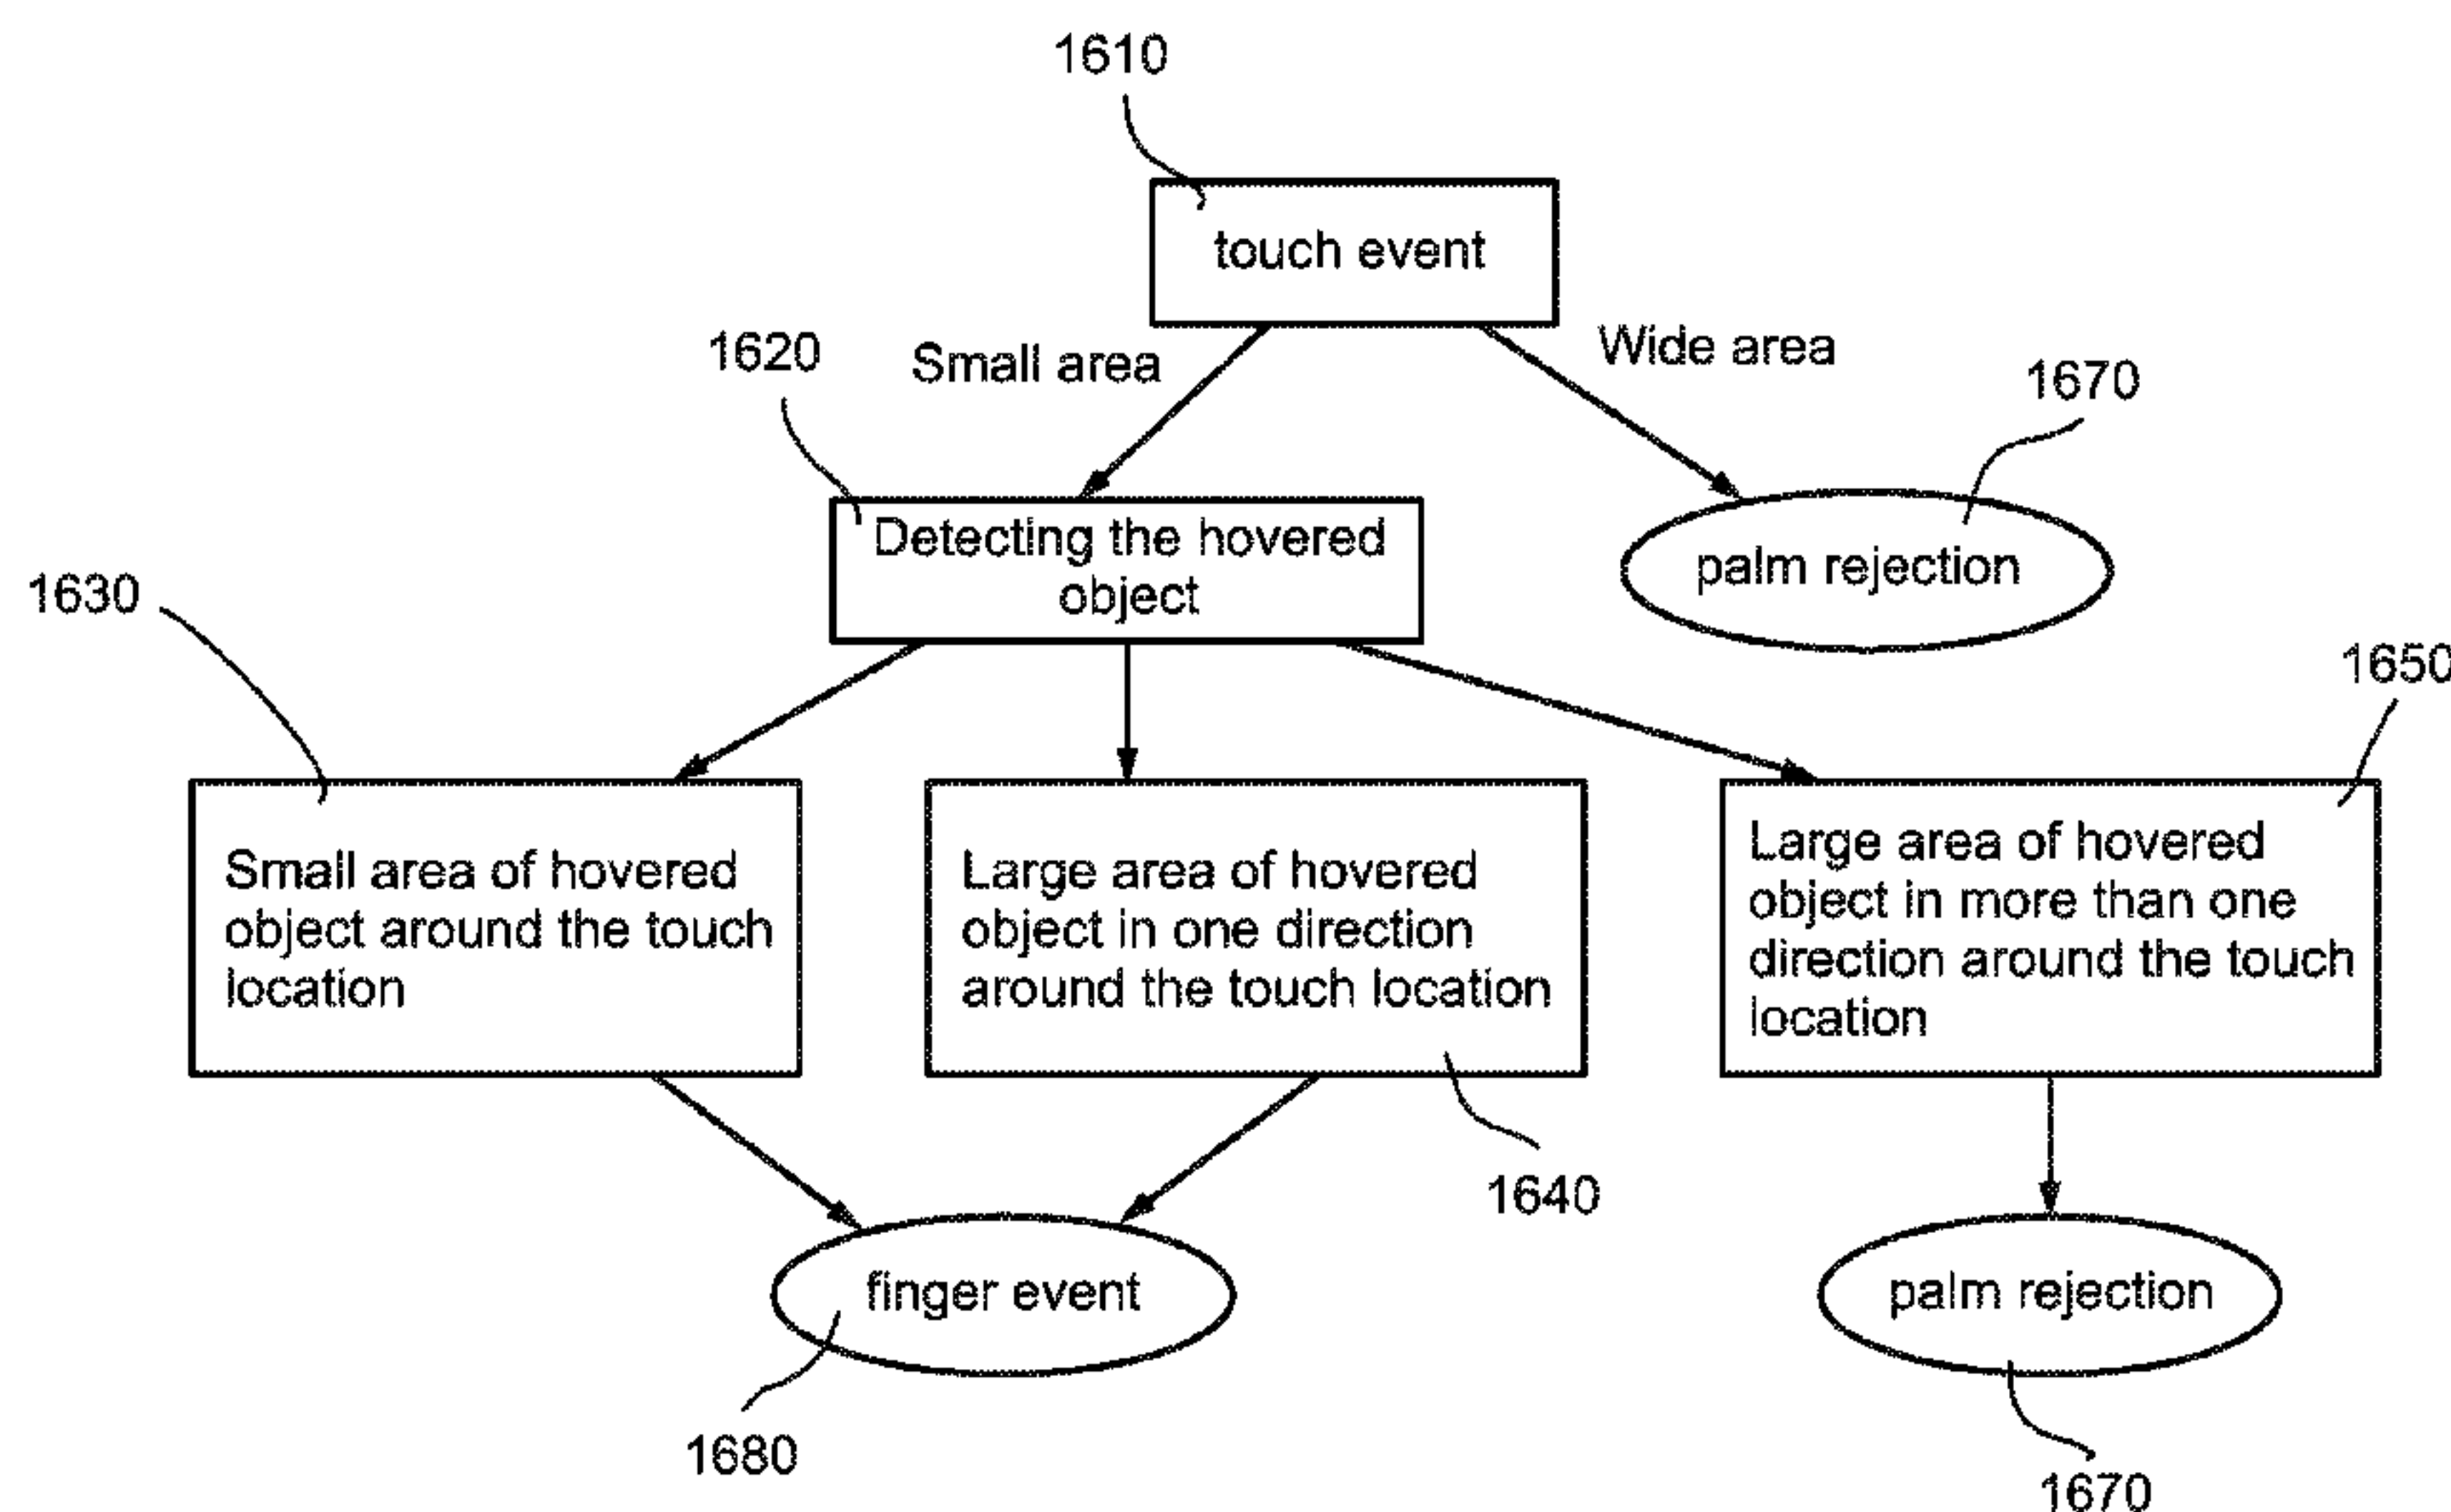 1610
touch event
1620
Small area
Wide area
1670
Detecting the hovered
object
palm rejection
1630
1650
Small area of hovered
object around the touch
location
Large area of hovered
object in one direction
around the touch location
Large area of hovered
object in more than one
direction around the touch
location
1640
finger event
palm rejection
1680
1670